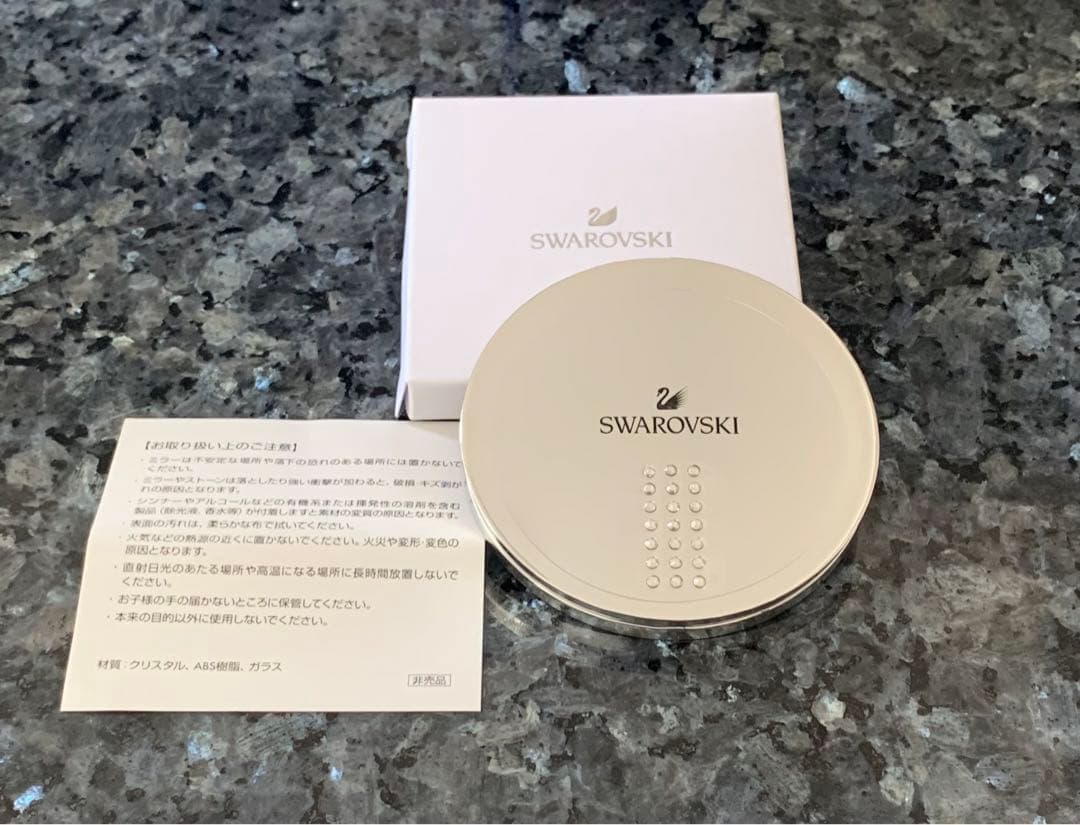 SWAROVSKI
SWAROVSKI
【お取り扱い上のご注意】
・ミラーは不安定な場所や落下の恐れのある場所には置かないで
ください。
・ミラーやストーンは落としたり強い衝撃が加わると、破損・キズ剥が
れの原因となります。
・シンナーやアルコールなどの有機系または揮発性の溶剤を含む
製品(除光液、香水等)が付着しますと素材の変質の原因となります。
・表面の汚れは、柔らかな布で拭いてください。
・火気などの熱源の近くに置かないでください。火災や変形・変色の
原因となります。
・直射日光のあたる場所や高温になる場所に長時間放置しないで
ください。
・お子様の手の届かないところに保管してください。
・本来の目的以外に使用しないでください。
材質:クリスタル、ABS樹脂、ガラス
非売品